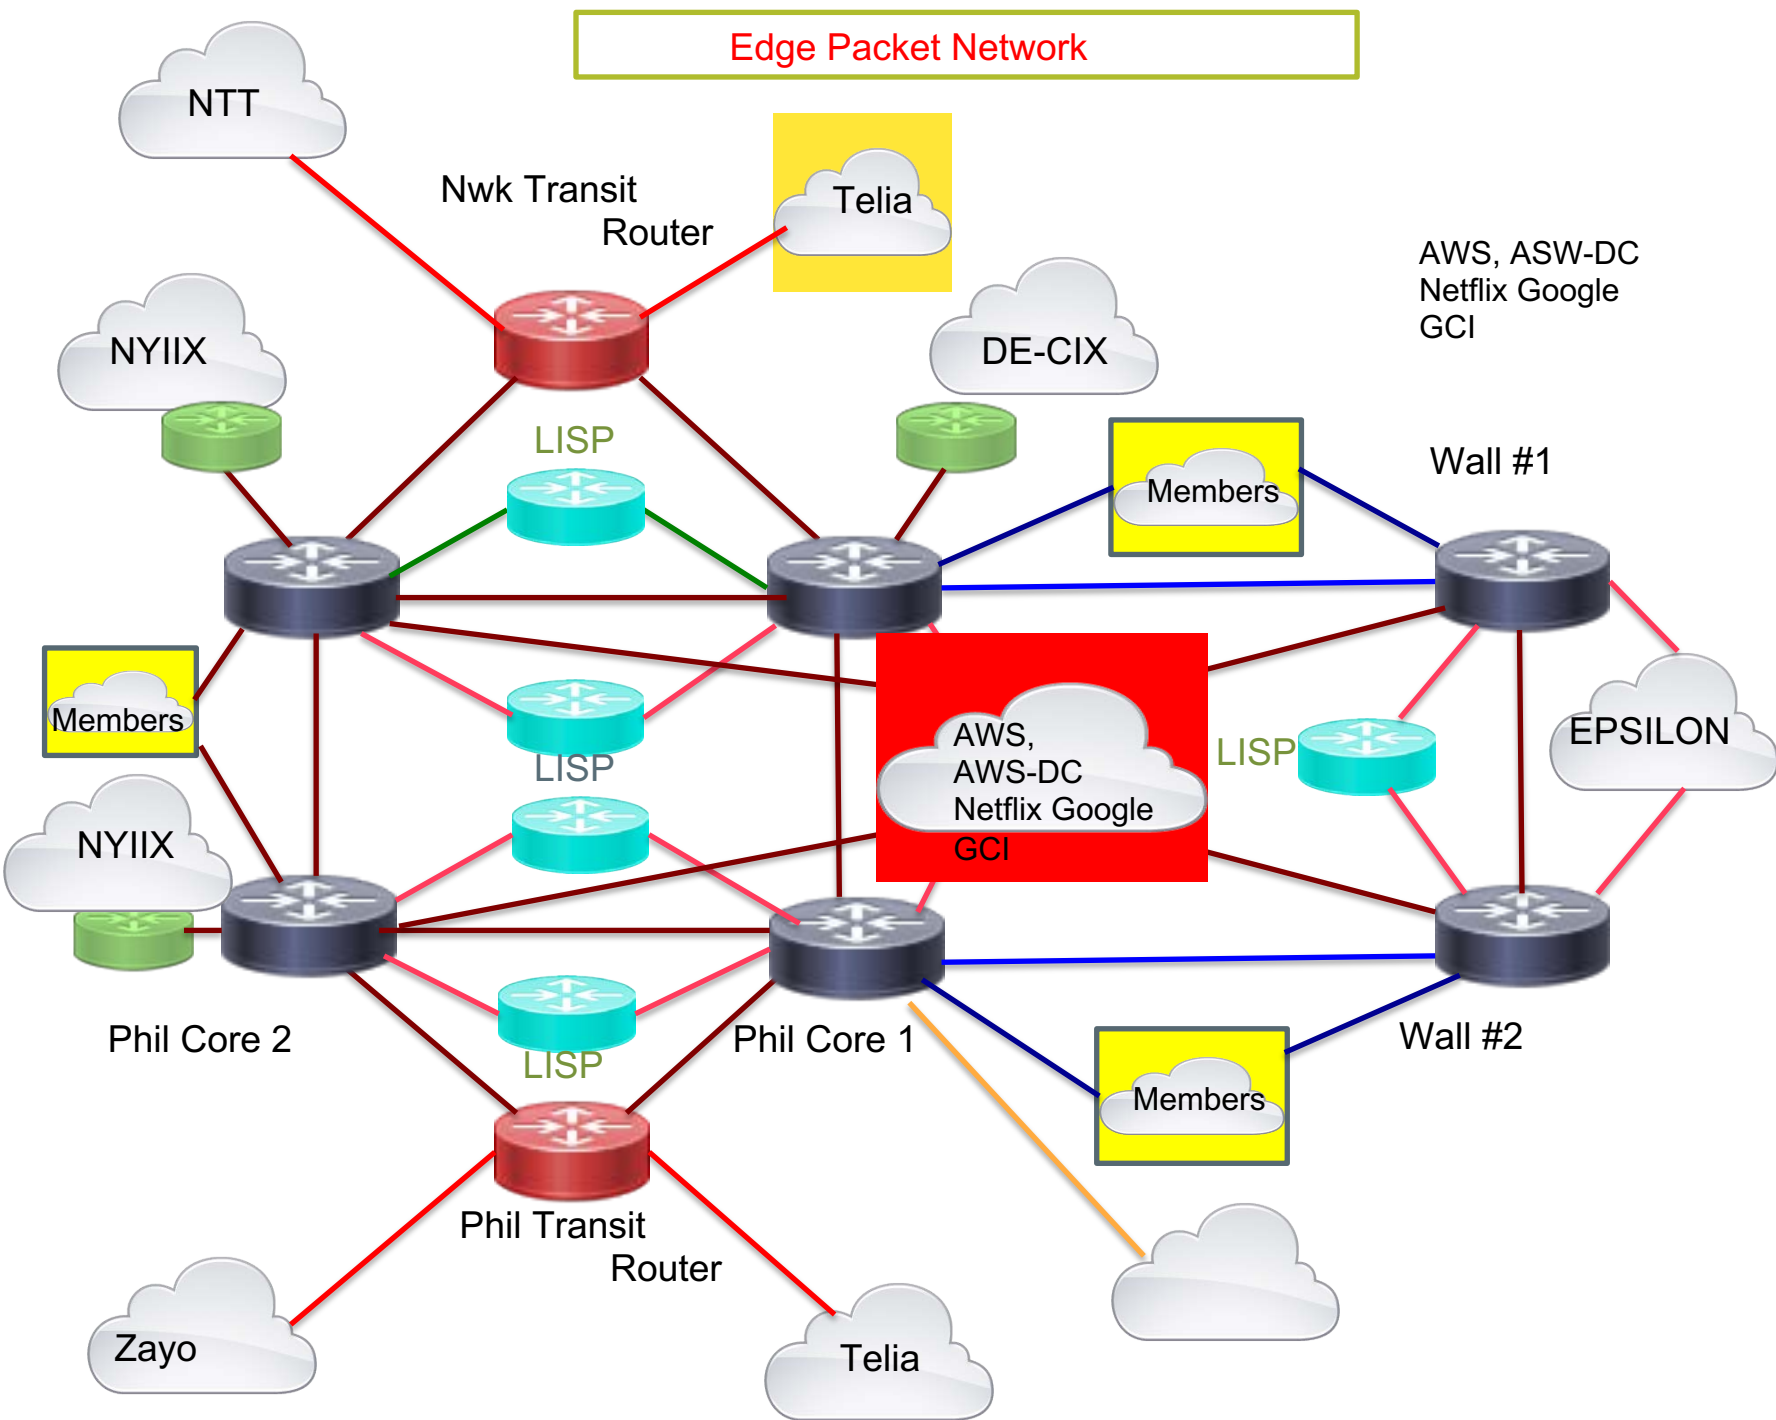 Edge Packet Network
NTT
Nwk Transit
Router
Telia
AWS, ASW-DC
Netflix Google
GCI
NYIIX
DE-CIX
LISP
Members
Wall #1
Members
AWS,
AWS-DC
Netflix Google
GCI
LISP
EPSILON
LISP
NYIIX
Phil Core 2
Phil Core 1
Wall #2
LISP
Members
Phil Transit
Router
Zayo
Telia